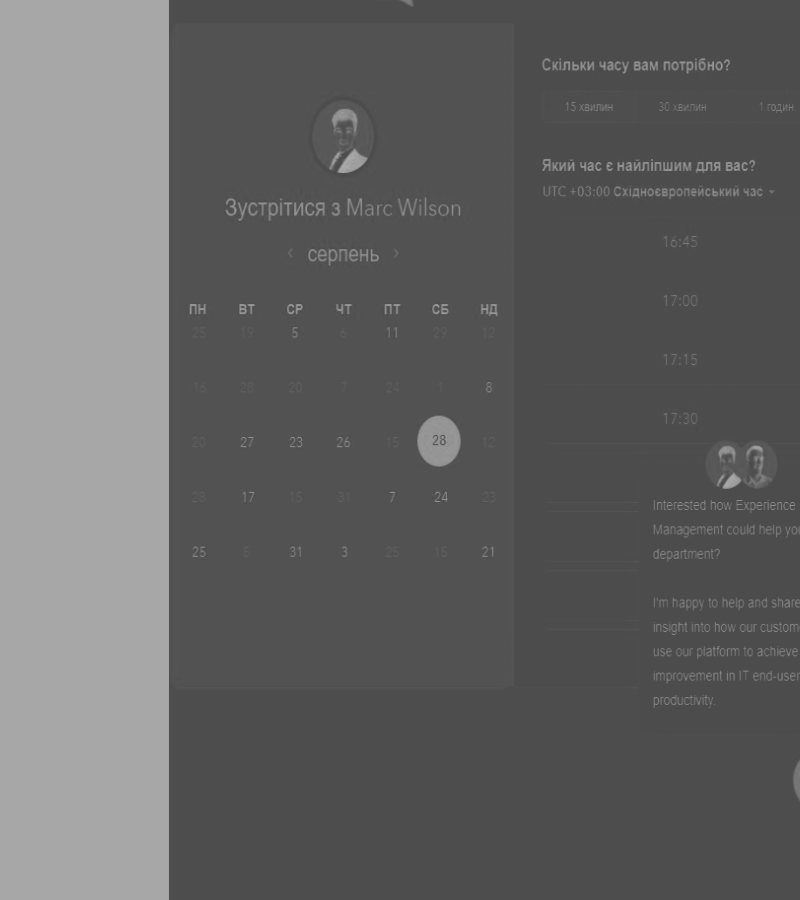 Зустрітися з Marc Wilson
‹ серпень ›
ПН ВТ СР ЧТ ПТ СБ НД
25 19 5 6 11 29 12
16 28 20 7 24 1 8
20 27 23 26 15 28 12
28 17 15 31 7 24 23
25 5 31 3 25 15 21
Скільки часу вам потрібно?
15 хвилин 30 хвилин 1 годин
Який час є найліпшим для вас?
UTC +03:00 Східноєвропейський час
16:45
17:00
17:15
17:30
Interested how Experience
Management could help you
department?
I'm happy to help and share
insight into how our custom
use our platform to achieve
improvement in IT end-user
productivity.